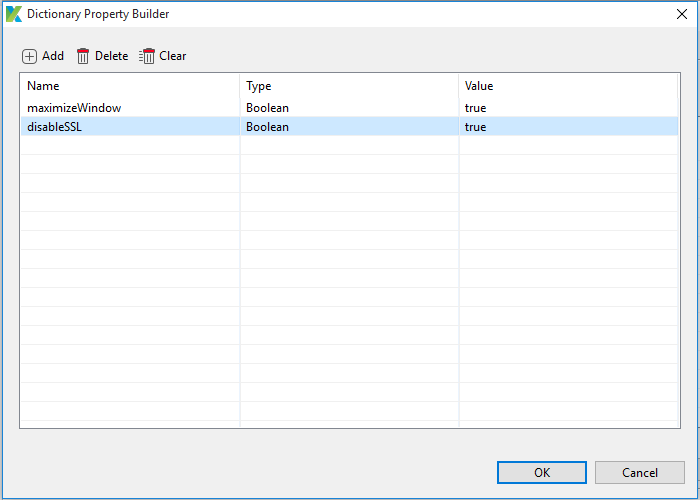 Dictionary Property Builder
Add Delete Clear
Name Type Value
maximizeWindow Boolean true
disableSSL Boolean true
OK Cancel